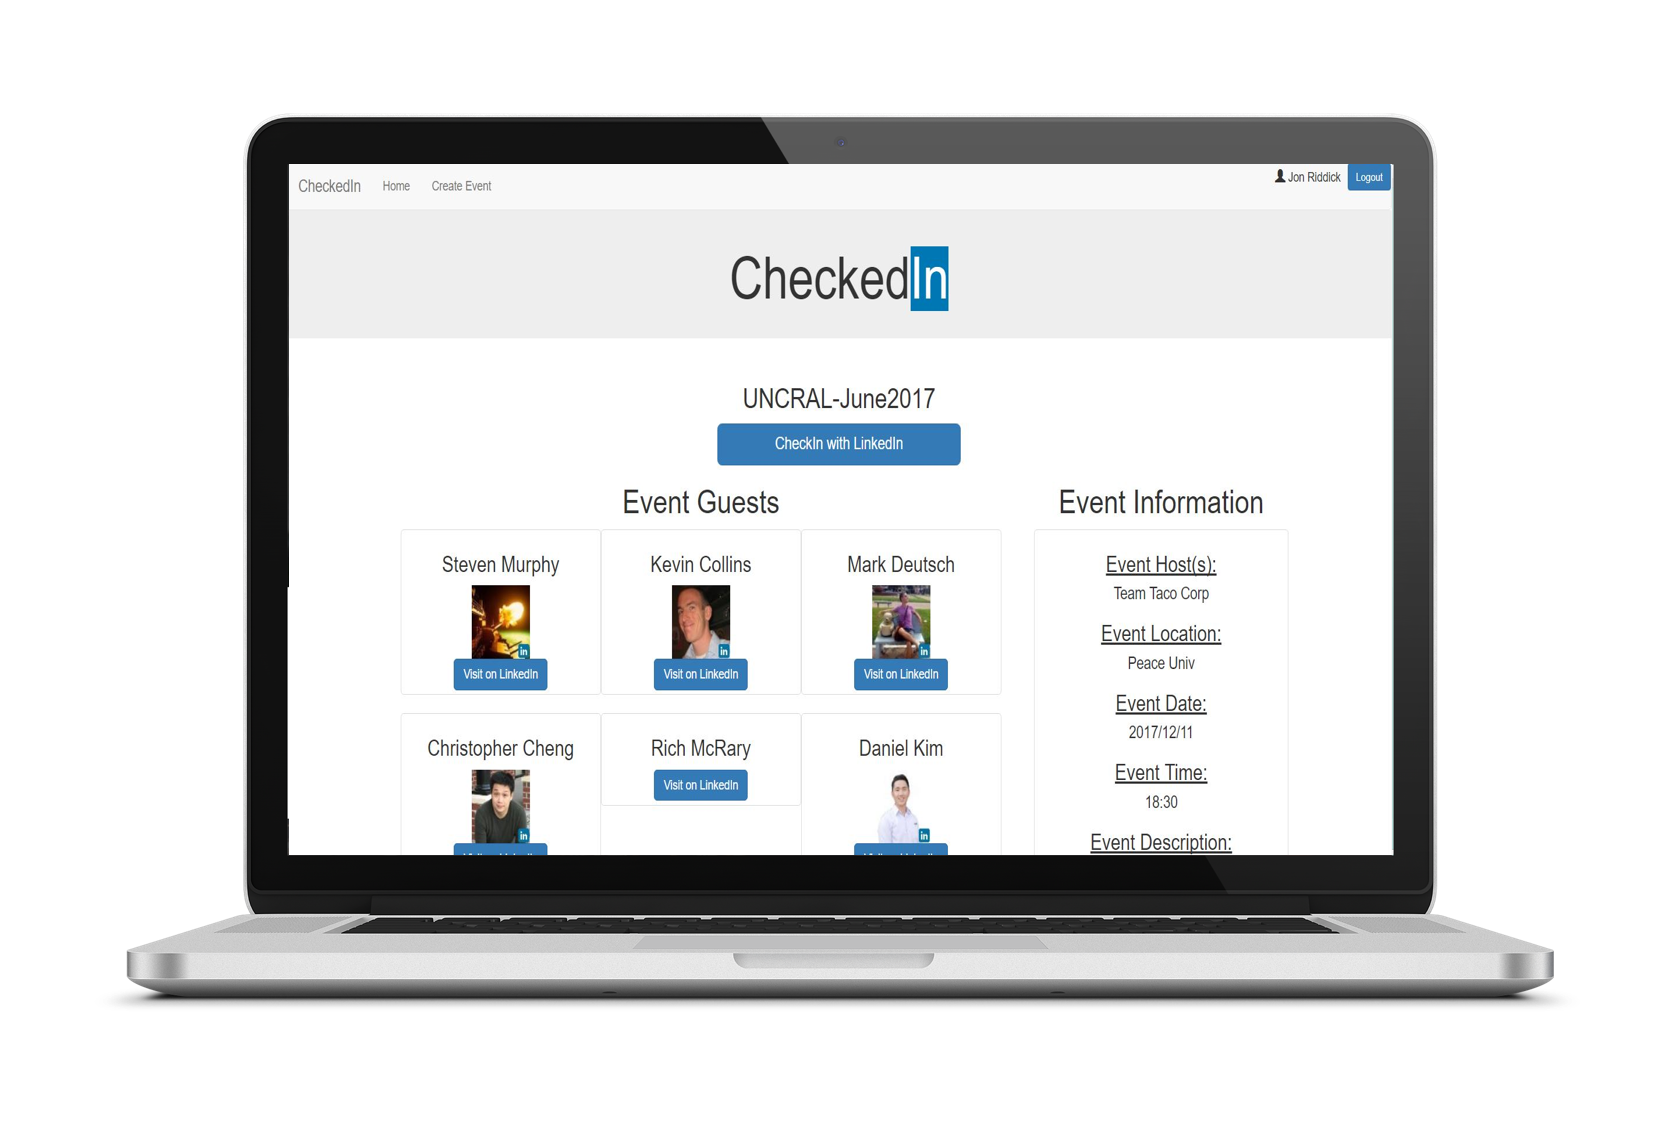 CheckedIn Home Create Event Jon Riddick Logout
CheckedIn
UNCRAL-June2017
CheckIn with LinkedIn
Event Guests
Steven Murphy
in
Visit on LinkedIn
Kevin Collins
in
Visit on LinkedIn
Mark Deutsch
in
Visit on LinkedIn
Christopher Cheng
in
Rich McRary
Visit on LinkedIn
Daniel Kim
in
Event Information
Event Host(s):
Team Taco Corp
Event Location:
Peace Univ
Event Date:
2017/12/11
Event Time:
18:30
Event Description: